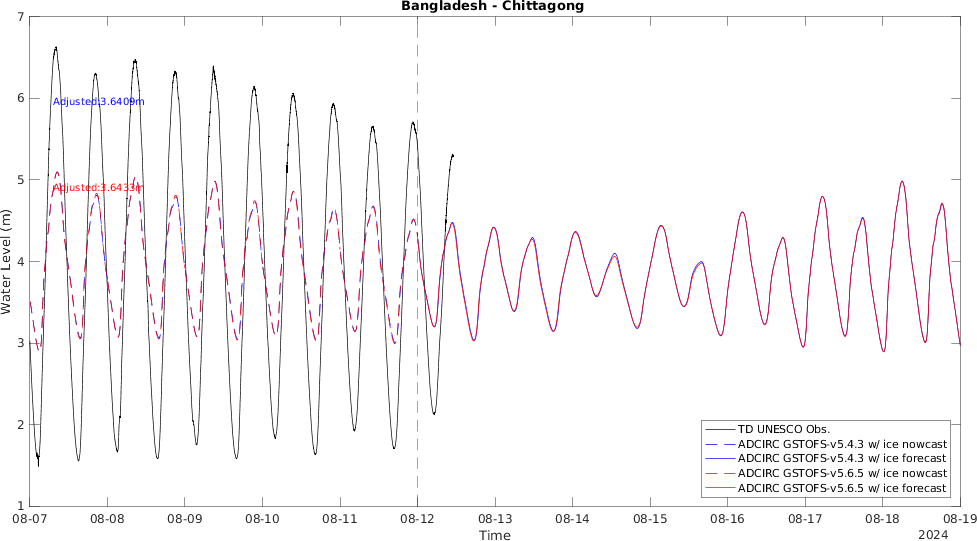 Bangladesh - Chittagong
7
6
5
4
3
2
1
Water Level (m)
Adjusted:3.6409m
Adjusted:3.6433m
TD UNESCO Obs.
ADCIRC GSTOFS-v5.4.3 w/ ice nowcast
ADCIRC GSTOFS-v5.4.3 w/ ice forecast
ADCIRC GSTOFS-v5.6.5 w/ ice nowcast
ADCIRC GSTOFS-v5.6.5 w/ ice forecast
08-07 08-08 08-09 08-10 08-11 08-12 08-13 08-14 08-15 08-16 08-17 08-18 08-19
Time
2024